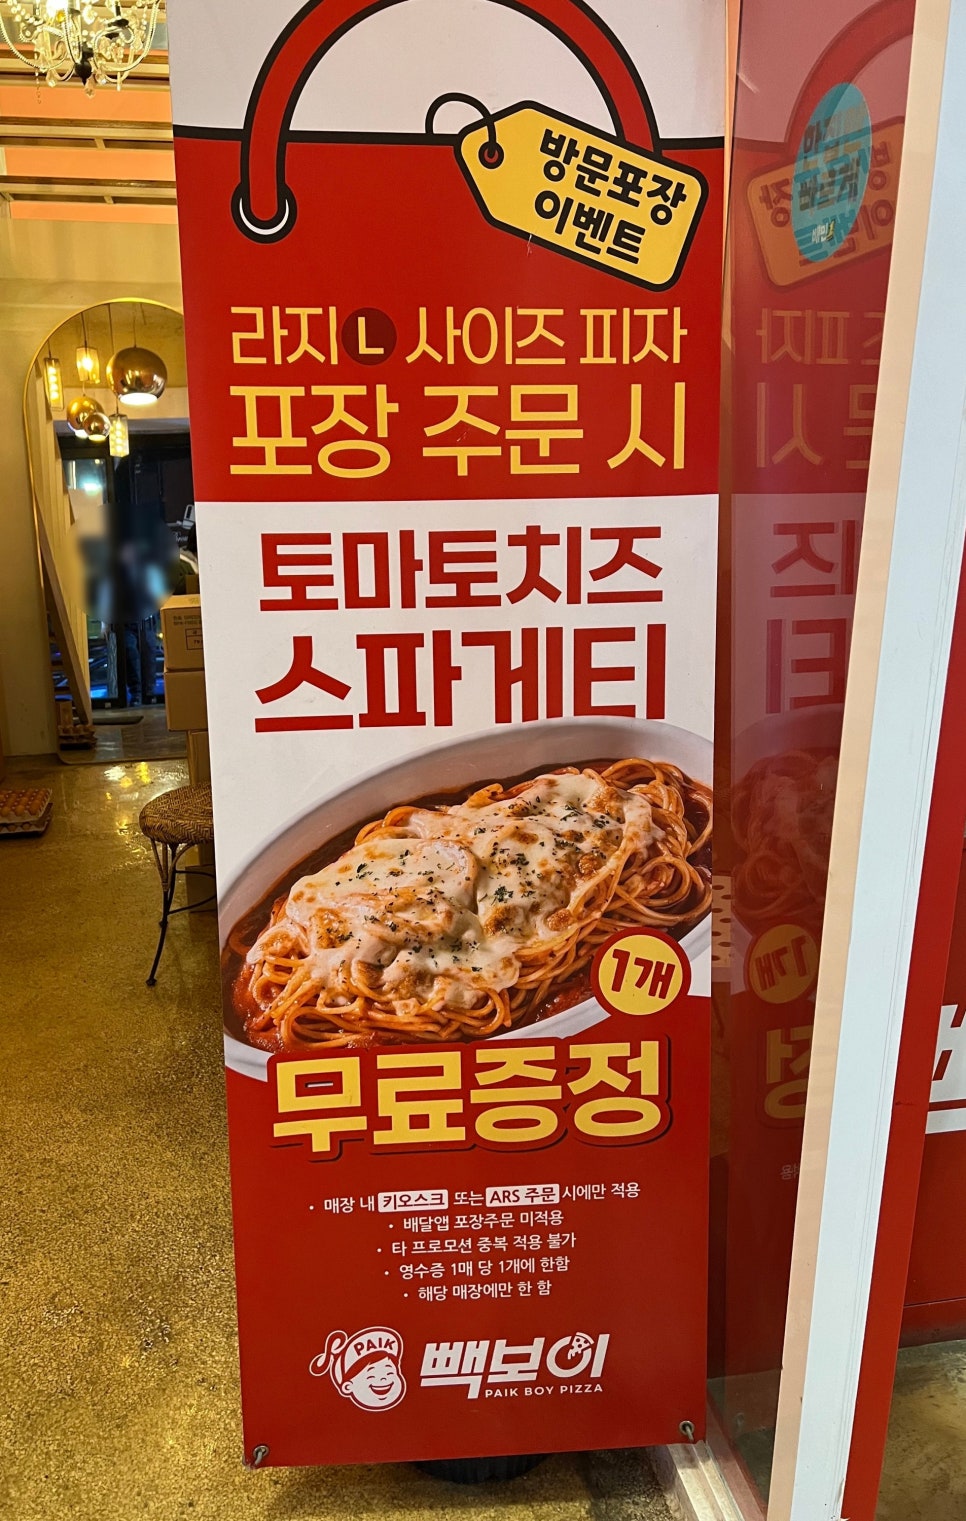 방문포장
이벤트
라지 L 사이즈 피자
포장 주문 시
토마토치즈
스파게티
1개
무료증정
• 매장 내 키오스크 또는 ARS 주문 시에만 적용
• 배달앱 포장주문 미적용
• 타 프로모션 중복 적용 불가
• 영수증 1매 당 1개에 한함
• 해당 매장에만 한 함
PAIK
빽보이
PAIK BOY PIZZA